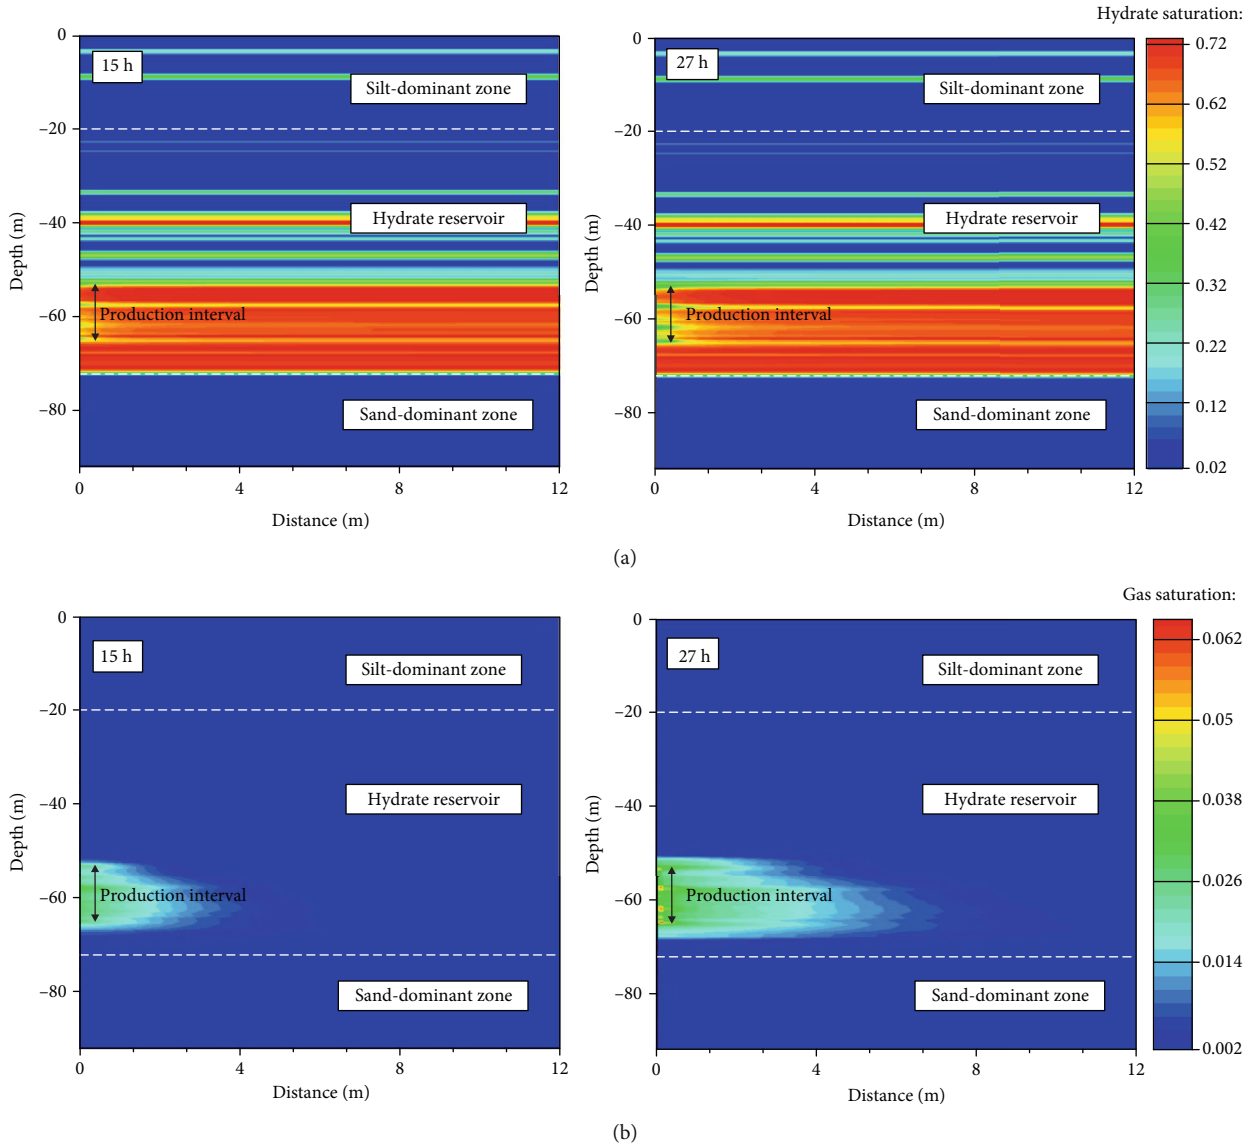 Hydrate saturation:
0
−20
−40
−60
−80
Depth (m)
15 h
Silt-dominant zone
Hydrate reservoir
Production interval
Sand-dominant zone
0
4
8
12
Distance (m)
0
−20
−40
−60
−80
Depth (m)
27 h
Silt-dominant zone
Hydrate reservoir
Production interval
Sand-dominant zone
0
4
8
12
Distance (m)
0.72
0.62
0.52
0.42
0.32
0.22
0.12
0.02
(a)
Gas saturation:
0
−20
−40
−60
−80
Depth (m)
15 h
Silt-dominant zone
Hydrate reservoir
Production interval
Sand-dominant zone
0
4
8
12
Distance (m)
0
−20
−40
−60
−80
Depth (m)
27 h
Silt-dominant zone
Hydrate reservoir
Production interval
Sand-dominant zone
0
4
8
12
Distance (m)
0.062
0.05
0.038
0.026
0.014
0.002
(b)